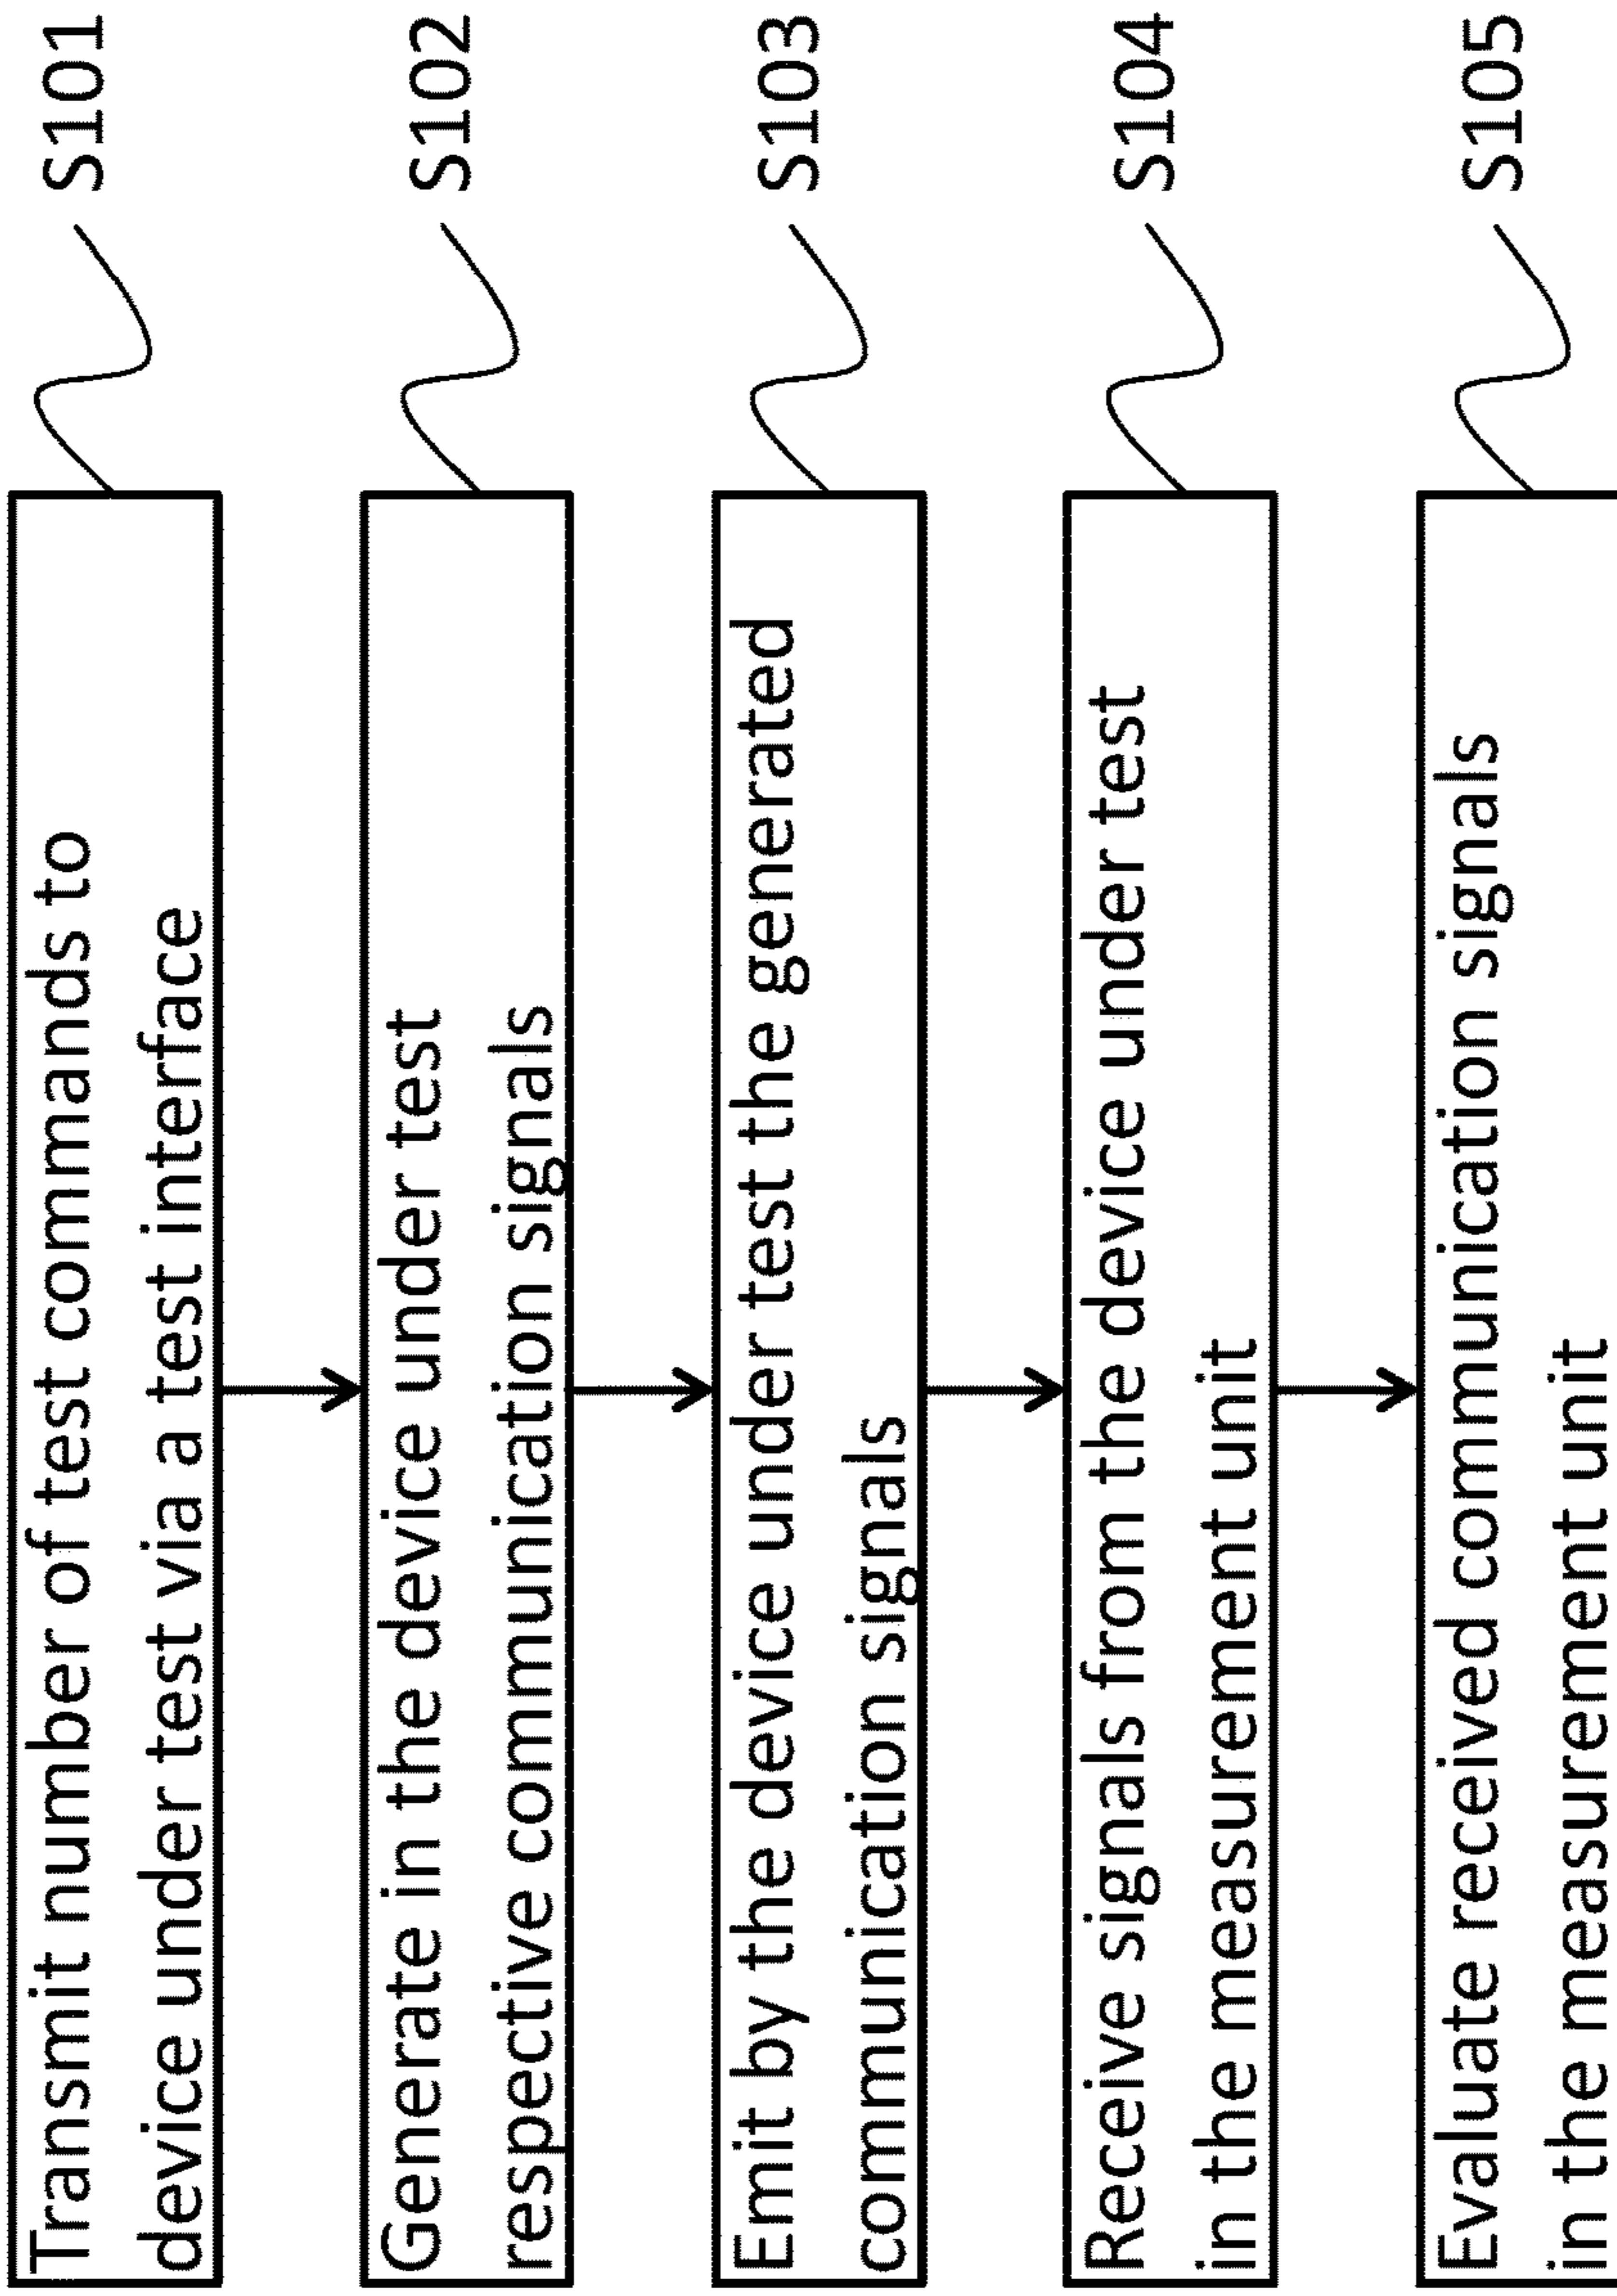 Transmit number of test commands to
device under test via a test interface
S101
Generate in the device under test
respective communication signals
S102
Emit by the device under test the generated
communication signals
S103
Receive signals from the device under test
in the measurement unit
S104
Evaluate received communication signals
in the measurement unit
S105